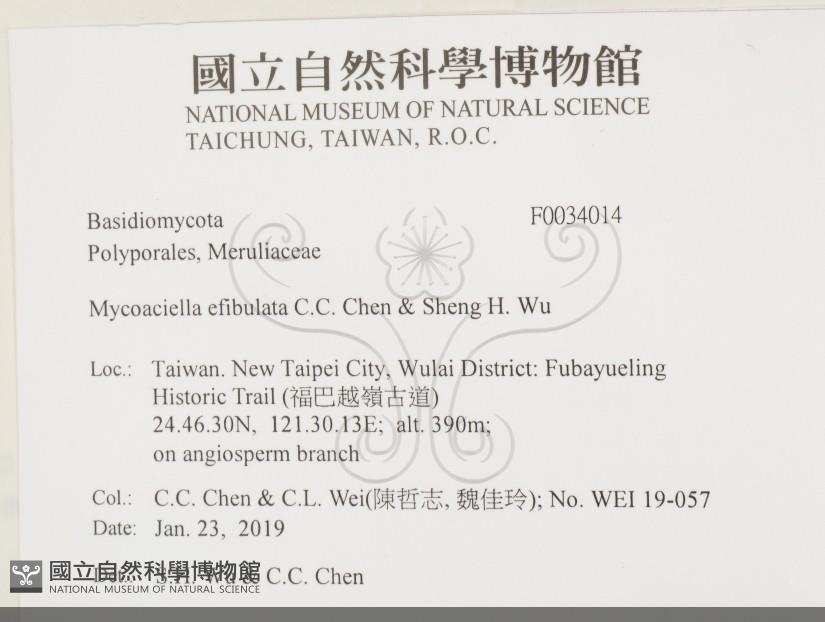 國立自然科學博物館
NATIONAL MUSEUM OF NATURAL SCIENCE
TAICHUNG, TAIWAN, R.O.C.
Basidiomycota F0034014
Polyporales, Meruliaceae
Mycoaciella efibulata C.C. Chen & Sheng H. Wu
Loc.: Taiwan. New Taipei City, Wulai District: Fubayueling
Historic Trail (福巴越嶺古道)
24.46.30N, 121.30.13E; alt. 390m;
on angiosperm branch
Col.: C.C. Chen & C.L. Wei(陳哲志, 魏佳玲); No. WEI 19-057
Date: Jan. 23, 2019
& C.C. Chen
國立自然科學博物館
NATIONAL MUSEUM OF NATURAL SCIENCE